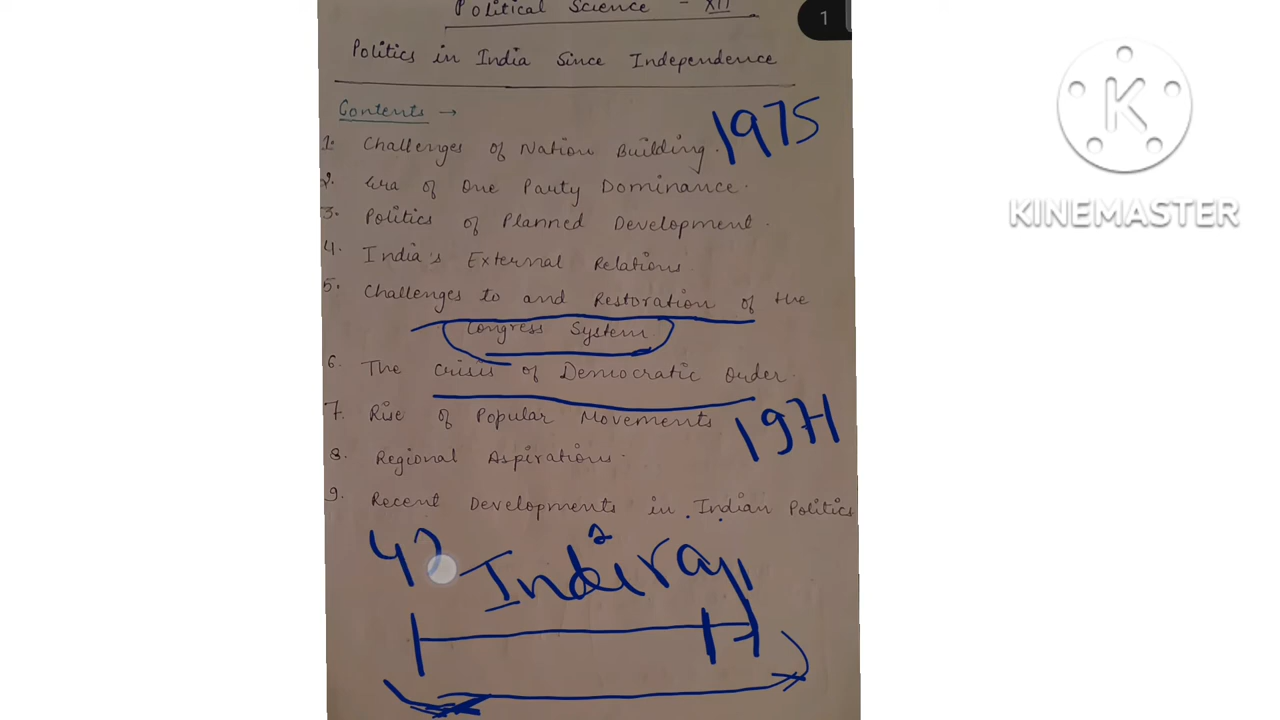 Political Science - XII
1
Politics in India Since Independence
Contents →
1975
1. Challenges of Nation Building.
2. Era of One Party Dominance.
3. Politics of Planned Development.
4. India's External Relations.
5. Challenges to and Restoration of the
Congress System.
6. The Crisis of Democratic Order.
7. Rise of Popular Movements
1971
8. Regional Aspirations.
9. Recent Developments in Indian Politics
42
Indiraji
KINEMASTER